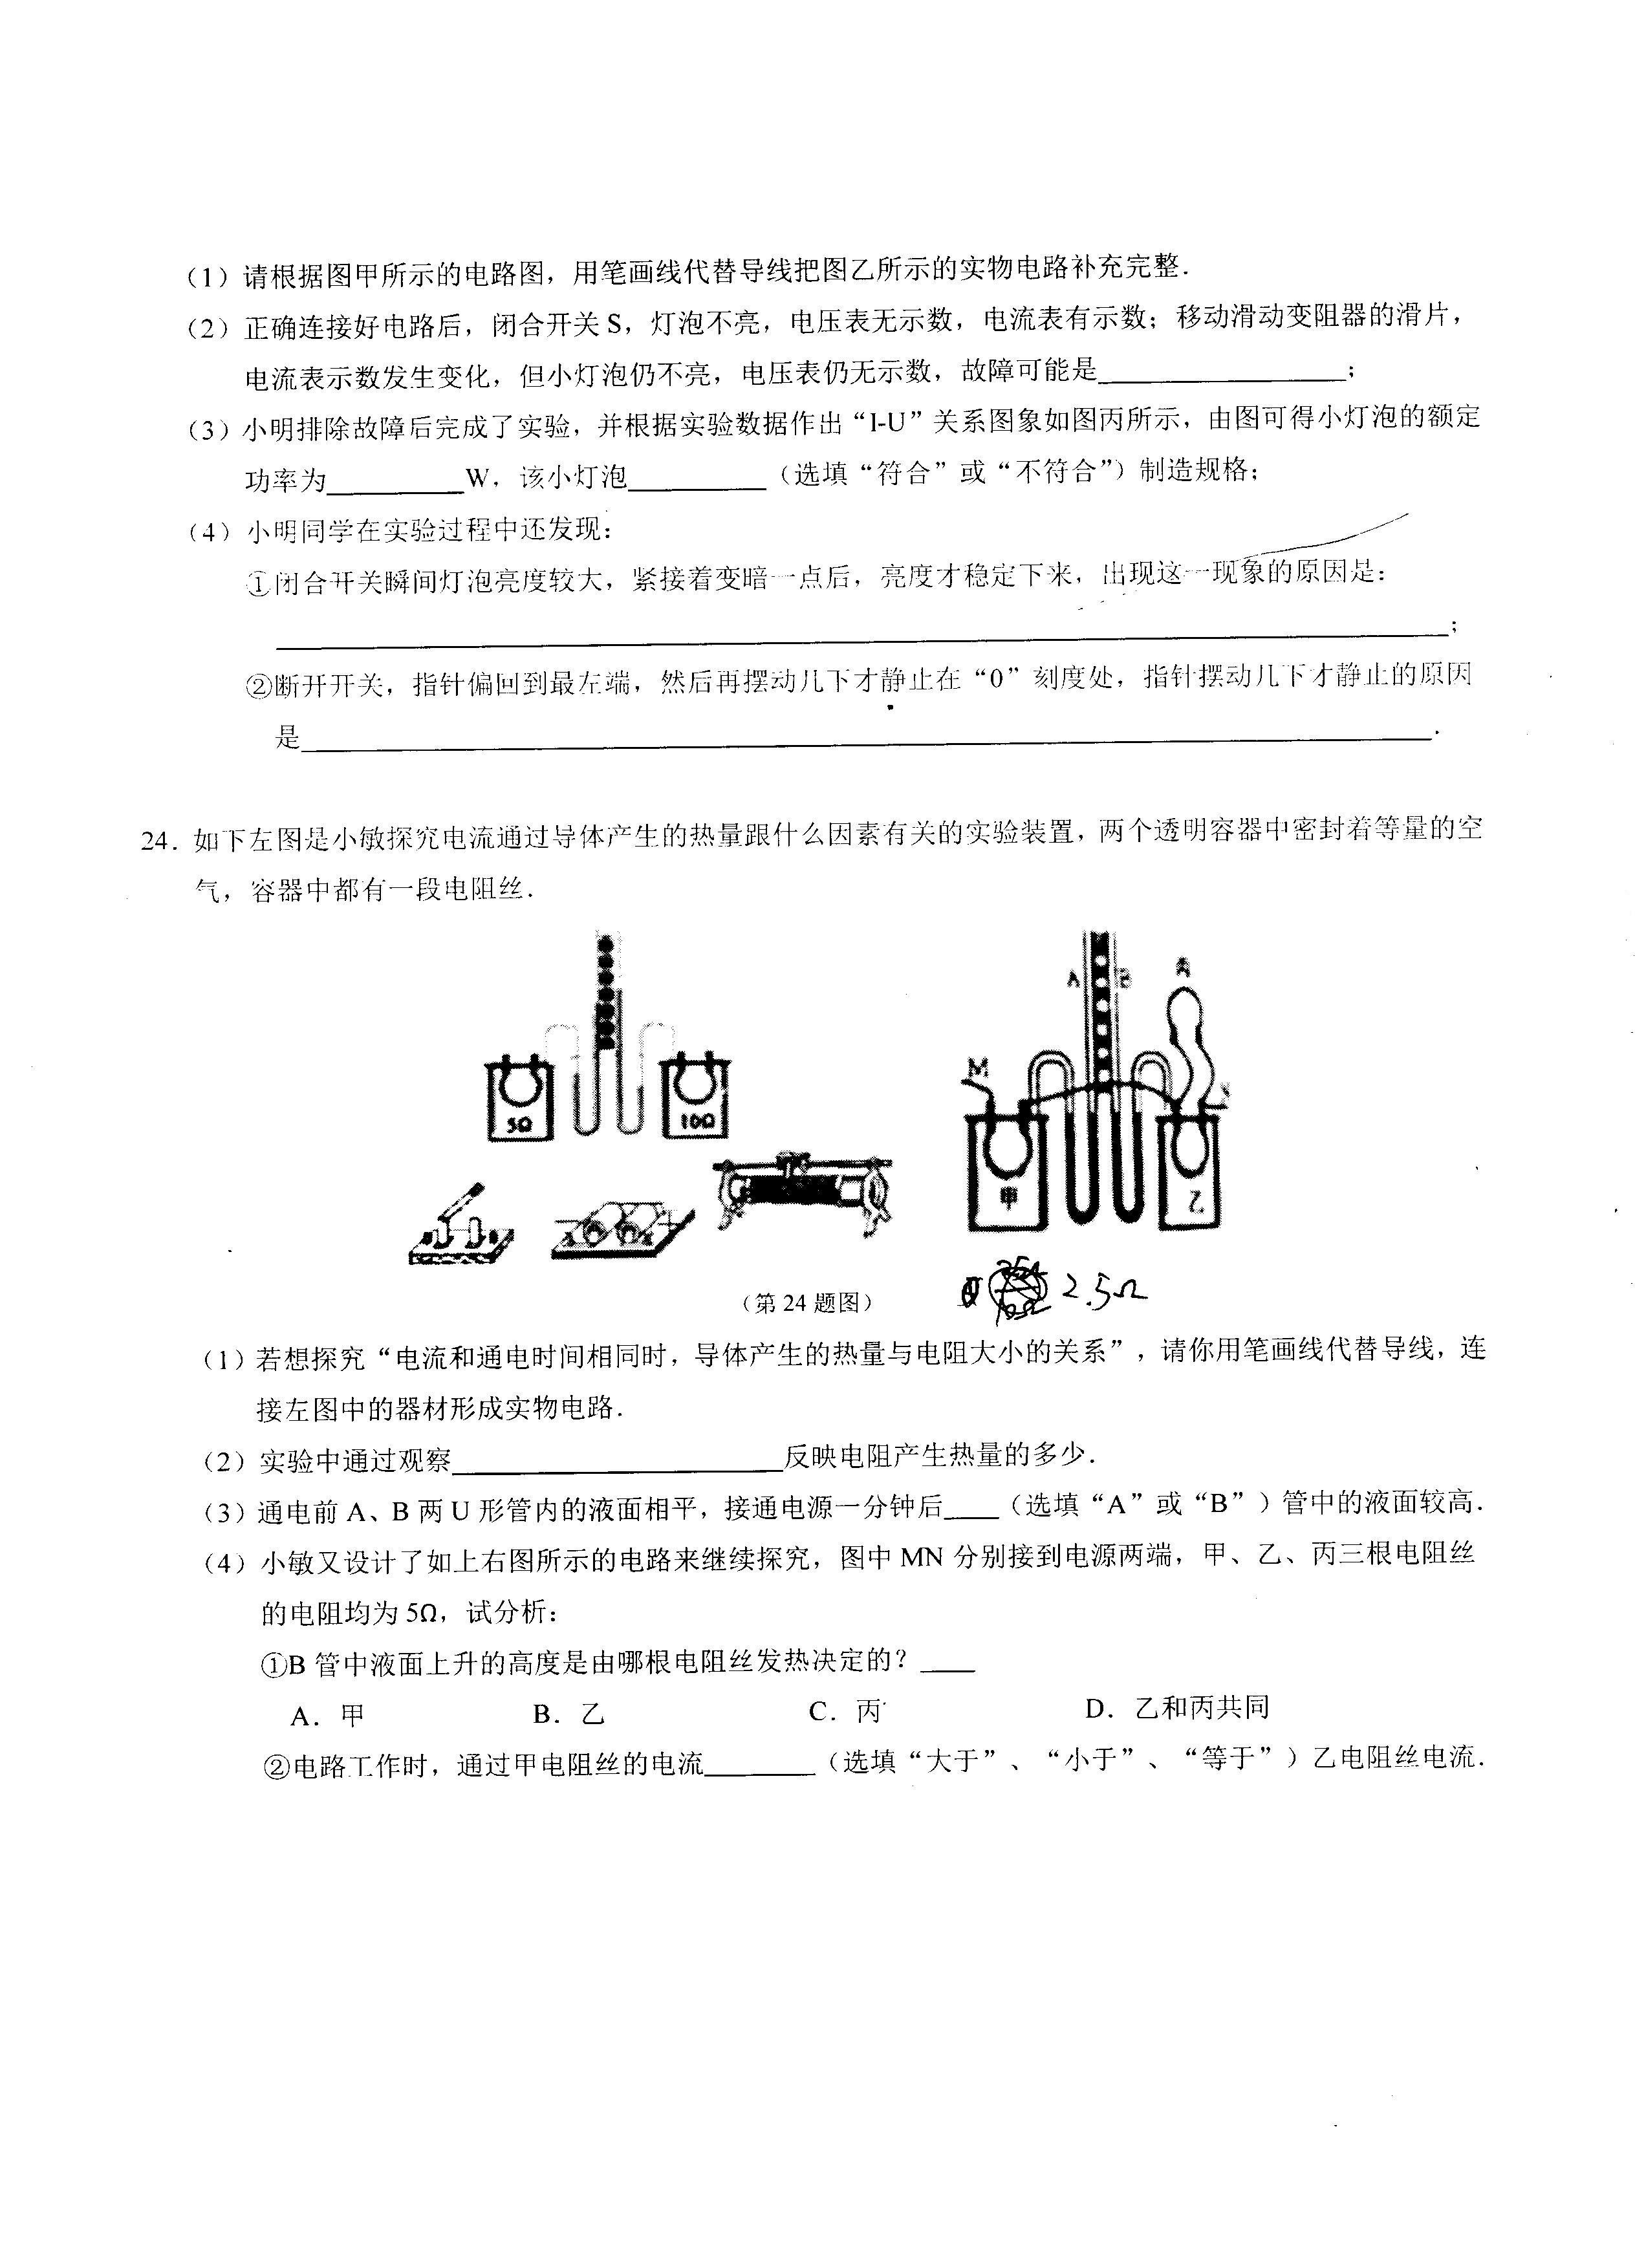 （1）请根据图甲所示的电路图，用笔画线代替导线把图乙所示的实物电路补充完整．
（2）正确连接好电路后，闭合开关 S，灯泡不亮，电压表无示数，电流表有示数；移动滑动变阻器的滑片，
电流表示数发生变化，但小灯泡仍不亮，电压表仍无示数，故障可能是__________；
（3）小明排除故障后完成了实验，并根据实验数据作出“I-U”关系图象如图丙所示，由图可得小灯泡的额定
功率为______W，该小灯泡______（选填“符合”或“不符合”）制造规格；
（4）小明同学在实验过程中还发现：
①闭合开关瞬间灯泡亮度较大，紧接着变暗一点后，亮度才稳定下来，出现这一现象的原因是：
____________________；
②断开开关，指针偏回到最左端，然后再摆动几下才静止在“0”刻度处，指针摆动几下才静止的原因
是____________________．
24．如下左图是小敏探究电流通过导体产生的热量跟什么因素有关的实验装置，两个透明容器中密封着等量的空
气，容器中都有一段电阻丝．
A B 丙
M N
5Ω 10Ω
甲 乙
（第 24 题图）
2.5Ω
（1）若想探究“电流和通电时间相同时，导体产生的热量与电阻大小的关系”，请你用笔画线代替导线，连
接左图中的器材形成实物电路．
（2）实验中通过观察____________反映电阻产生热量的多少．
（3）通电前 A、B 两 U 形管内的液面相平，接通电源一分钟后____（选填“A”或“B”）管中的液面较高．
（4）小敏又设计了如上右图所示的电路来继续探究，图中 MN 分别接到电源两端，甲、乙、丙三根电阻丝
的电阻均为 5Ω，试分析：
①B 管中液面上升的高度是由哪根电阻丝发热决定的？____
A．甲 B．乙 C．丙 D．乙和丙共同
②电路工作时，通过甲电阻丝的电流________（选填“大于”、“小于”、“等于”）乙电阻丝电流．